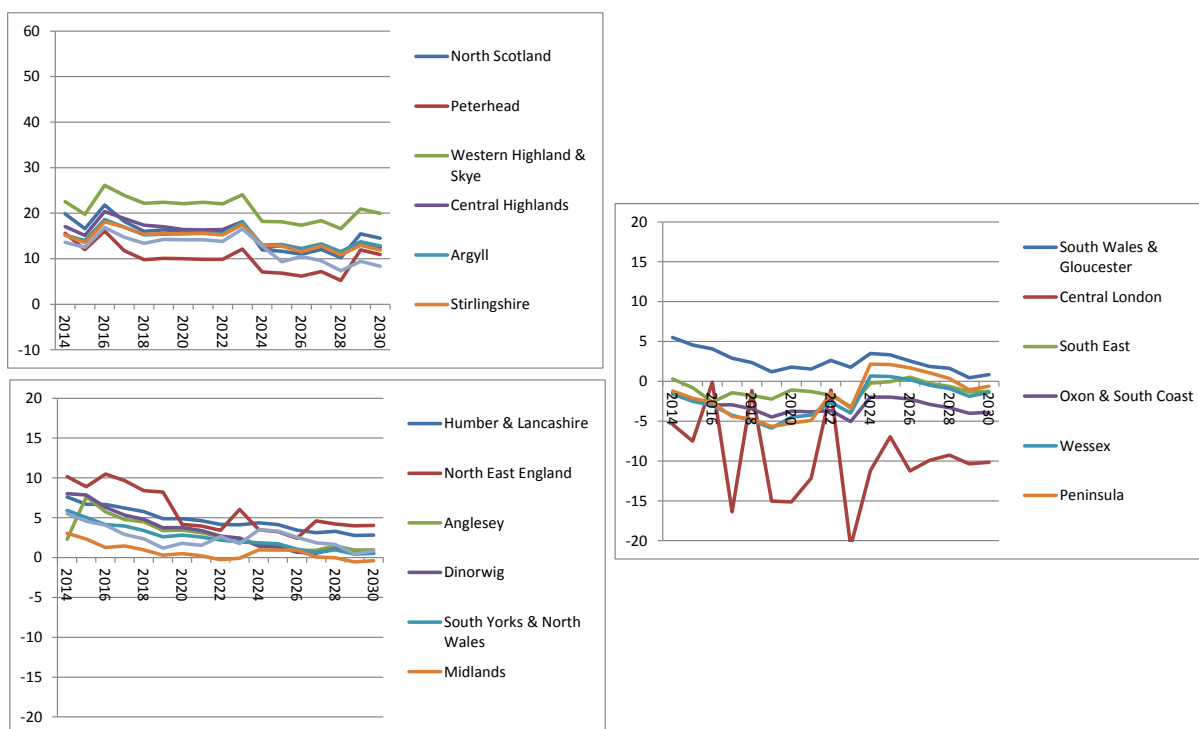 60
50
40
30
20
10
0
-10
2014
2016
2018
2020
2022
2024
2026
2028
2030
North Scotland
Peterhead
Western Highland &
Skye
Central Highlands
Argyll
Stirlingshire
20
15
10
5
0
-5
-10
-15
-20
2014
2016
2018
2020
2022
2024
2026
2028
2030
Humber & Lancashire
North East England
Anglesey
Dinorwig
South Yorks & North
Wales
Midlands
20
15
10
5
0
-5
-10
-15
-20
2014
2016
2018
2020
2022
2024
2026
2028
2030
South Wales &
Gloucester
Central London
South East
Oxon & South Coast
Wessex
Peninsula